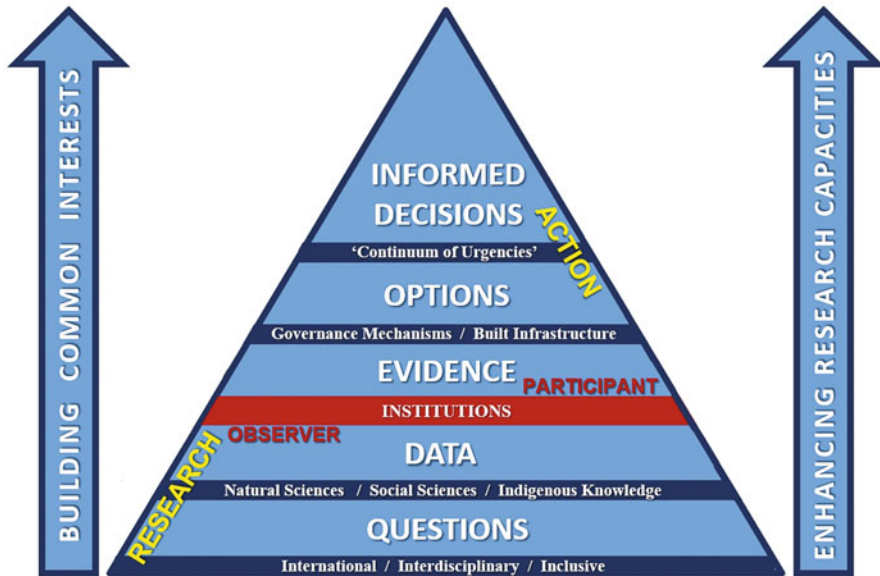 BUILDING COMMON INTERESTS
INFORMED
DECISIONS
ACTION
‘Continuum of Urgencies’
OPTIONS
Governance Mechanisms / Built Infrastructure
EVIDENCE
PARTICIPANT
INSTITUTIONS
OBSERVER
RESEARCH
DATA
Natural Sciences / Social Sciences / Indigenous Knowledge
QUESTIONS
International / Interdisciplinary / Inclusive
ENHANCING RESEARCH CAPACITIES